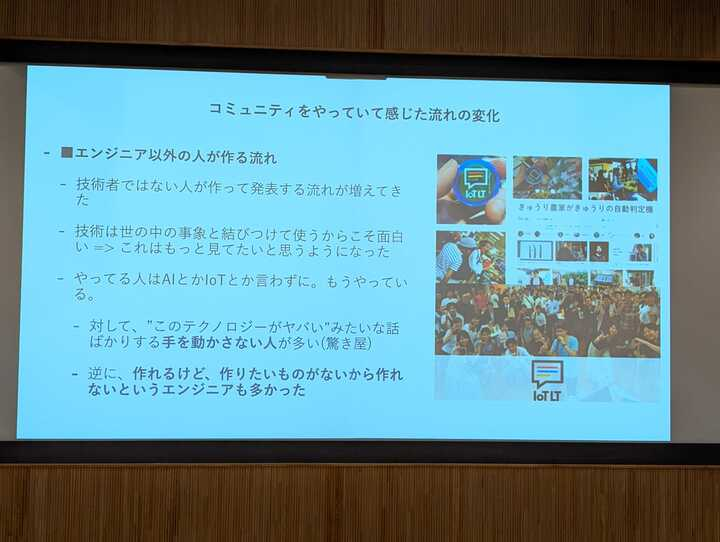 コミュニティをやっていて感じた流れの変化
- ■エンジニア以外の人が作る流れ
- 技術者ではない人が作って発表する流れが増えてき
た
- 技術は世の中の事象と結びつけて使うからこそ面白
い => これはもっと見てたいと思うようになった
- やってる人はAIとかIoTとか言わずに。もうやってい
る。
- 対して、"このテクノロジーがヤバい"みたいな話
ばかりする手を動かさない人が多い(驚き屋)
- 逆に、作れるけど、作りたいものがないから作れ
ないというエンジニアも多かった
IoT LT
きゅうり農家がきゅうりの自動判定機
IoT LT